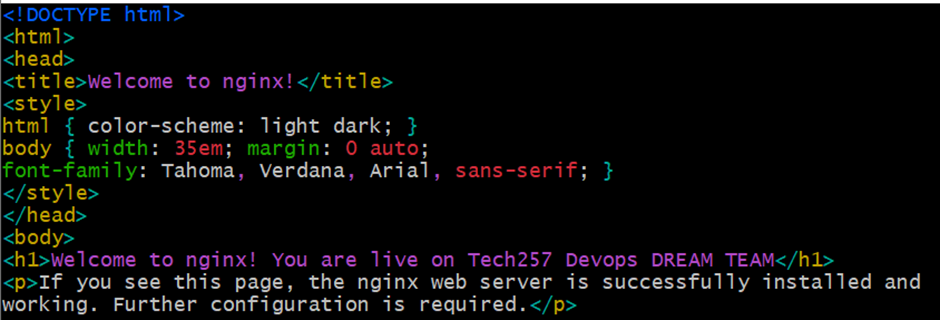 <!DOCTYPE html>
<html>
<head>
<title>Welcome to nginx!</title>
<style>
html { color-scheme: light dark; }
body { width: 35em; margin: 0 auto;
font-family: Tahoma, Verdana, Arial, sans-serif; }
</style>
</head>
<body>
<h1>Welcome to nginx! You are live on Tech257 Devops DREAM TEAM</h1>
<p>If you see this page, the nginx web server is successfully installed and
working. Further configuration is required.</p>